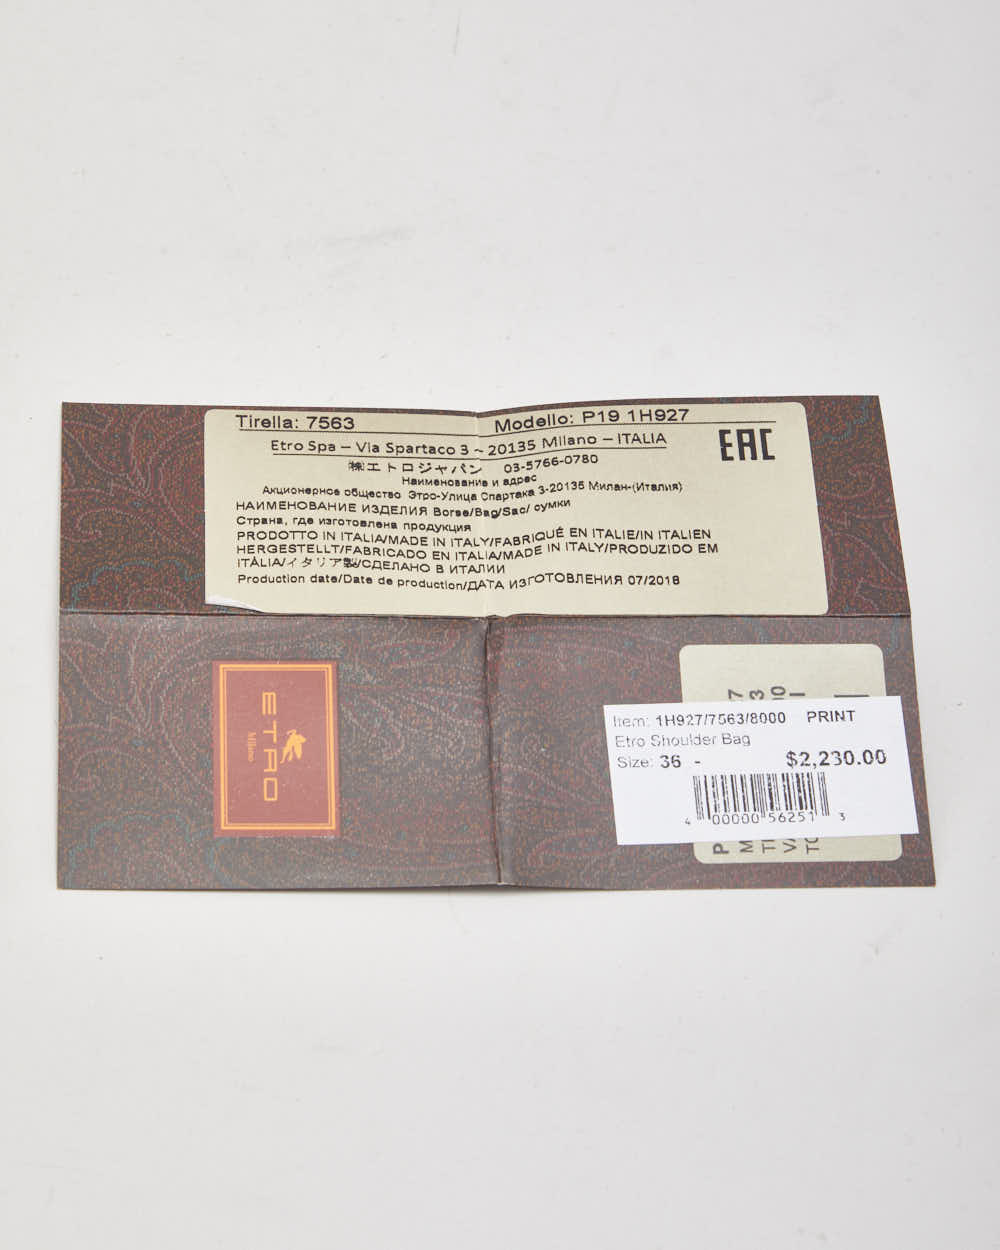 Tirella: 7563 Modello: P19 1H927
Etro Spa – Via Spartaco 3 – 20135 Milano – ITALIA
EAC
㈱エトロジャパン 03-5766-0780
Наименование и адрес
Акционерное общество Этро-Улица Спартака 3-20135 Милан-(Италия)
НАИМЕНОВАНИЕ ИЗДЕЛИЯ Borse/Bag/Sac/ сумки
Страна, где изготовлена продукция
PRODOTTO IN ITALIA/MADE IN ITALY/FABRIQUÉ EN ITALIE/IN ITALIEN
HERGESTELLT/FABRICADO EN ITALIA/MADE IN ITALY/PRODUZIDO EM
ITÀLIA/イタリア製/СДЕЛАНО В ИТАЛИИ
Production date/Date de production/ДАТА ИЗГОТОВЛЕНИЯ 07/2018
ETRO
Milano
Item: 1H927/7563/8000 PRINT
Etro Shoulder Bag
Size: 36 - $2,230.00
4 00000 56251 3